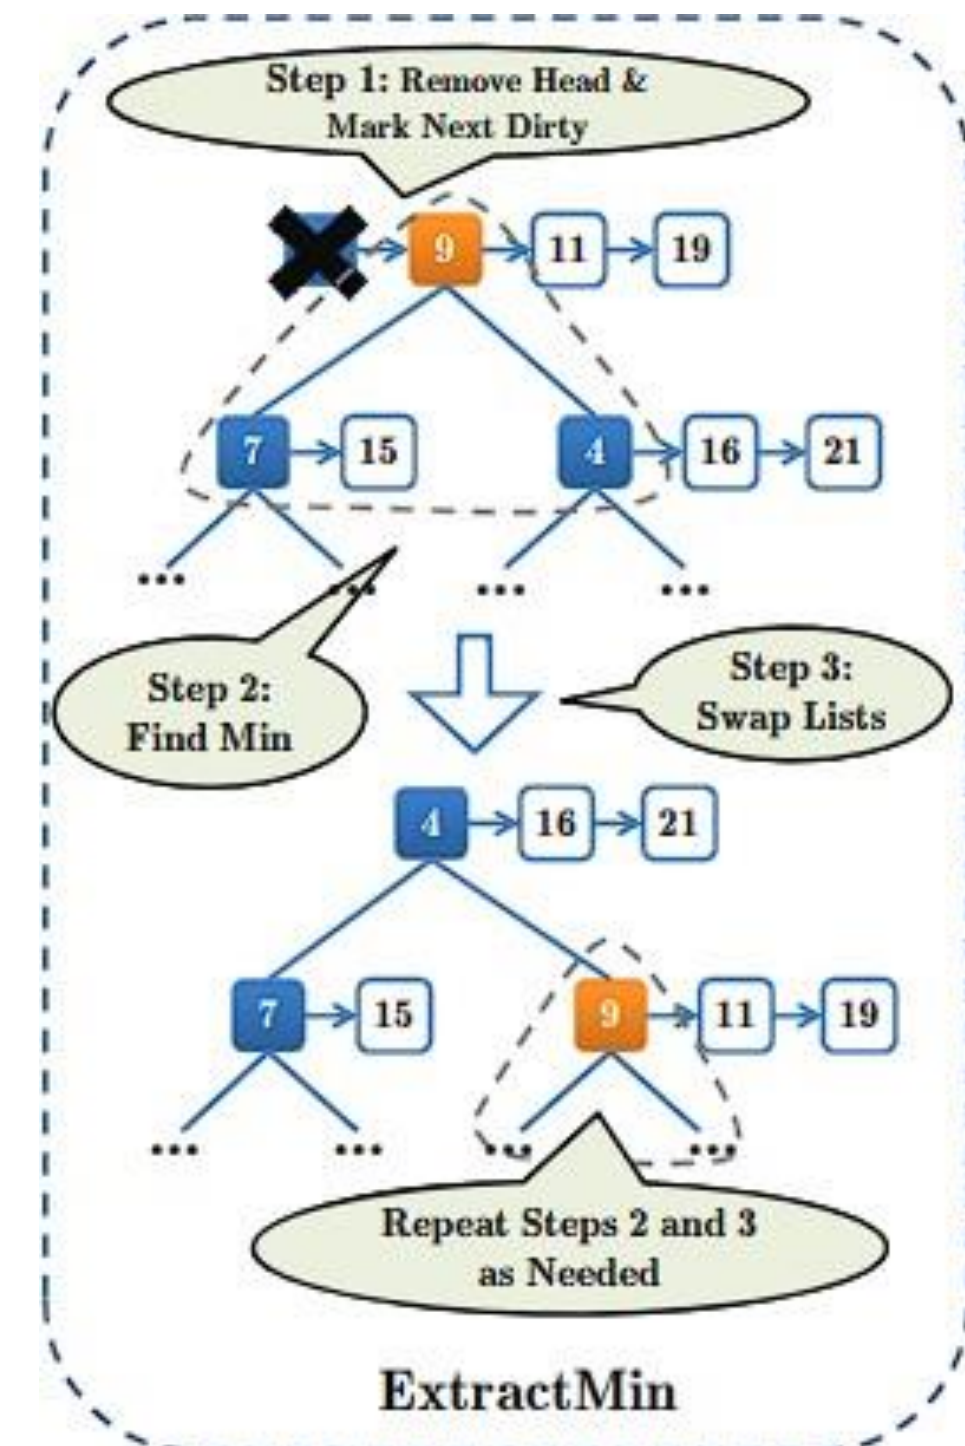 Step 1: Remove Head &
Mark Next Dirty
9 11 19
7 15 4 16 21
... ... ... ...
Step 2:
Find Min
Step 3:
Swap Lists
4 16 21
7 15 9 11 19
... ... ... ...
Repeat Steps 2 and 3
as Needed
ExtractMin